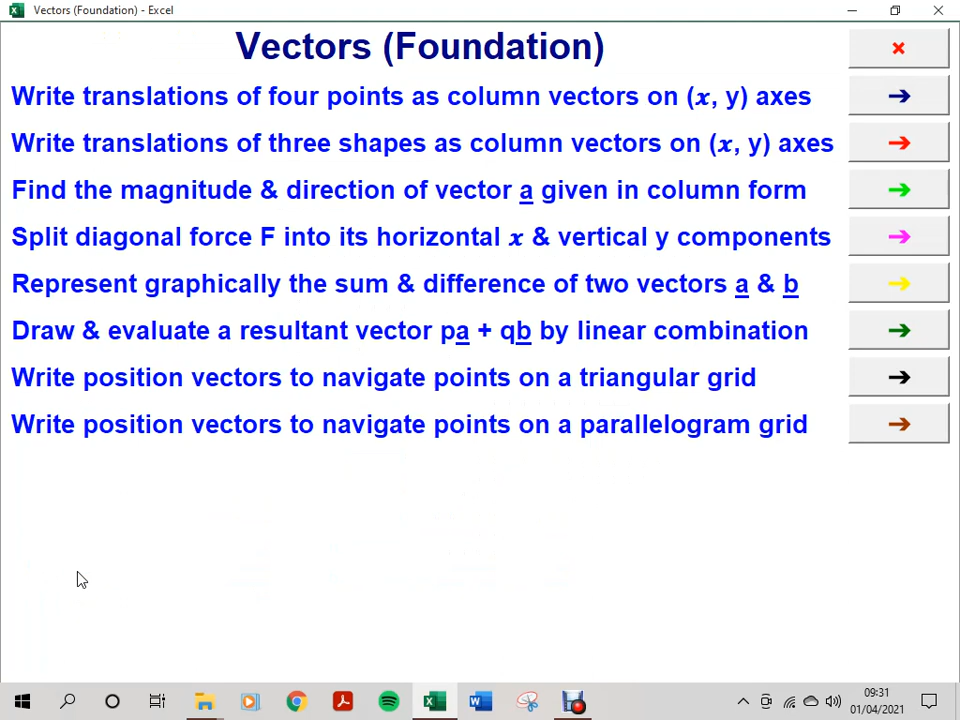 Vectors (Foundation) - Excel
Vectors (Foundation)
Write translations of four points as column vectors on (x, y) axes
Write translations of three shapes as column vectors on (x, y) axes
Find the magnitude & direction of vector a given in column form
Split diagonal force F into its horizontal x & vertical y components
Represent graphically the sum & difference of two vectors a & b
Draw & evaluate a resultant vector pa + qb by linear combination
Write position vectors to navigate points on a triangular grid
Write position vectors to navigate points on a parallelogram grid
09:31
01/04/2021